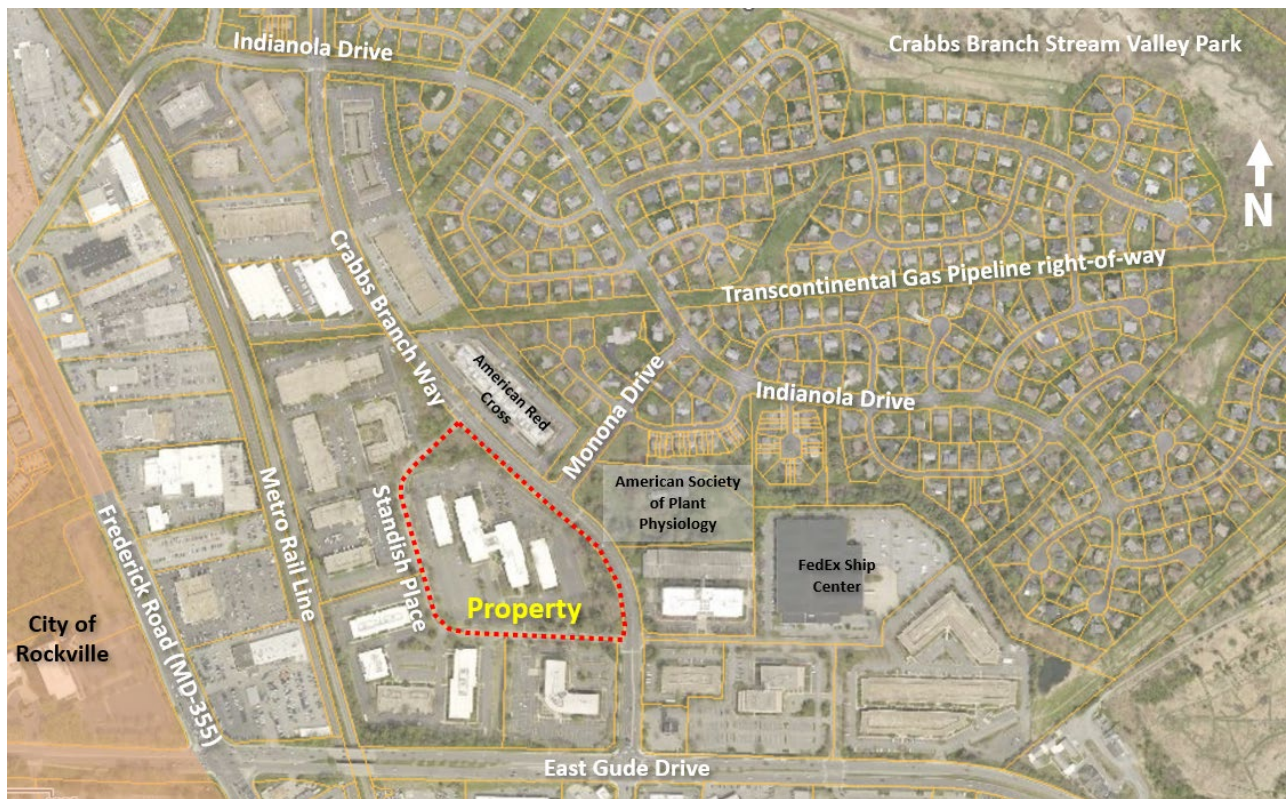 Indianola Drive
Crabbs Branch Stream Valley Park
N
Transcontinental Gas Pipeline right-of-way
Crabbs Branch Way
American Red
Cross
Monona Drive
Indianola Drive
American Society
of Plant
Physiology
Standish Place
Metro Rail Line
Frederick Road (MD-355)
FedEx Ship
Center
Property
City of
Rockville
East Gude Drive